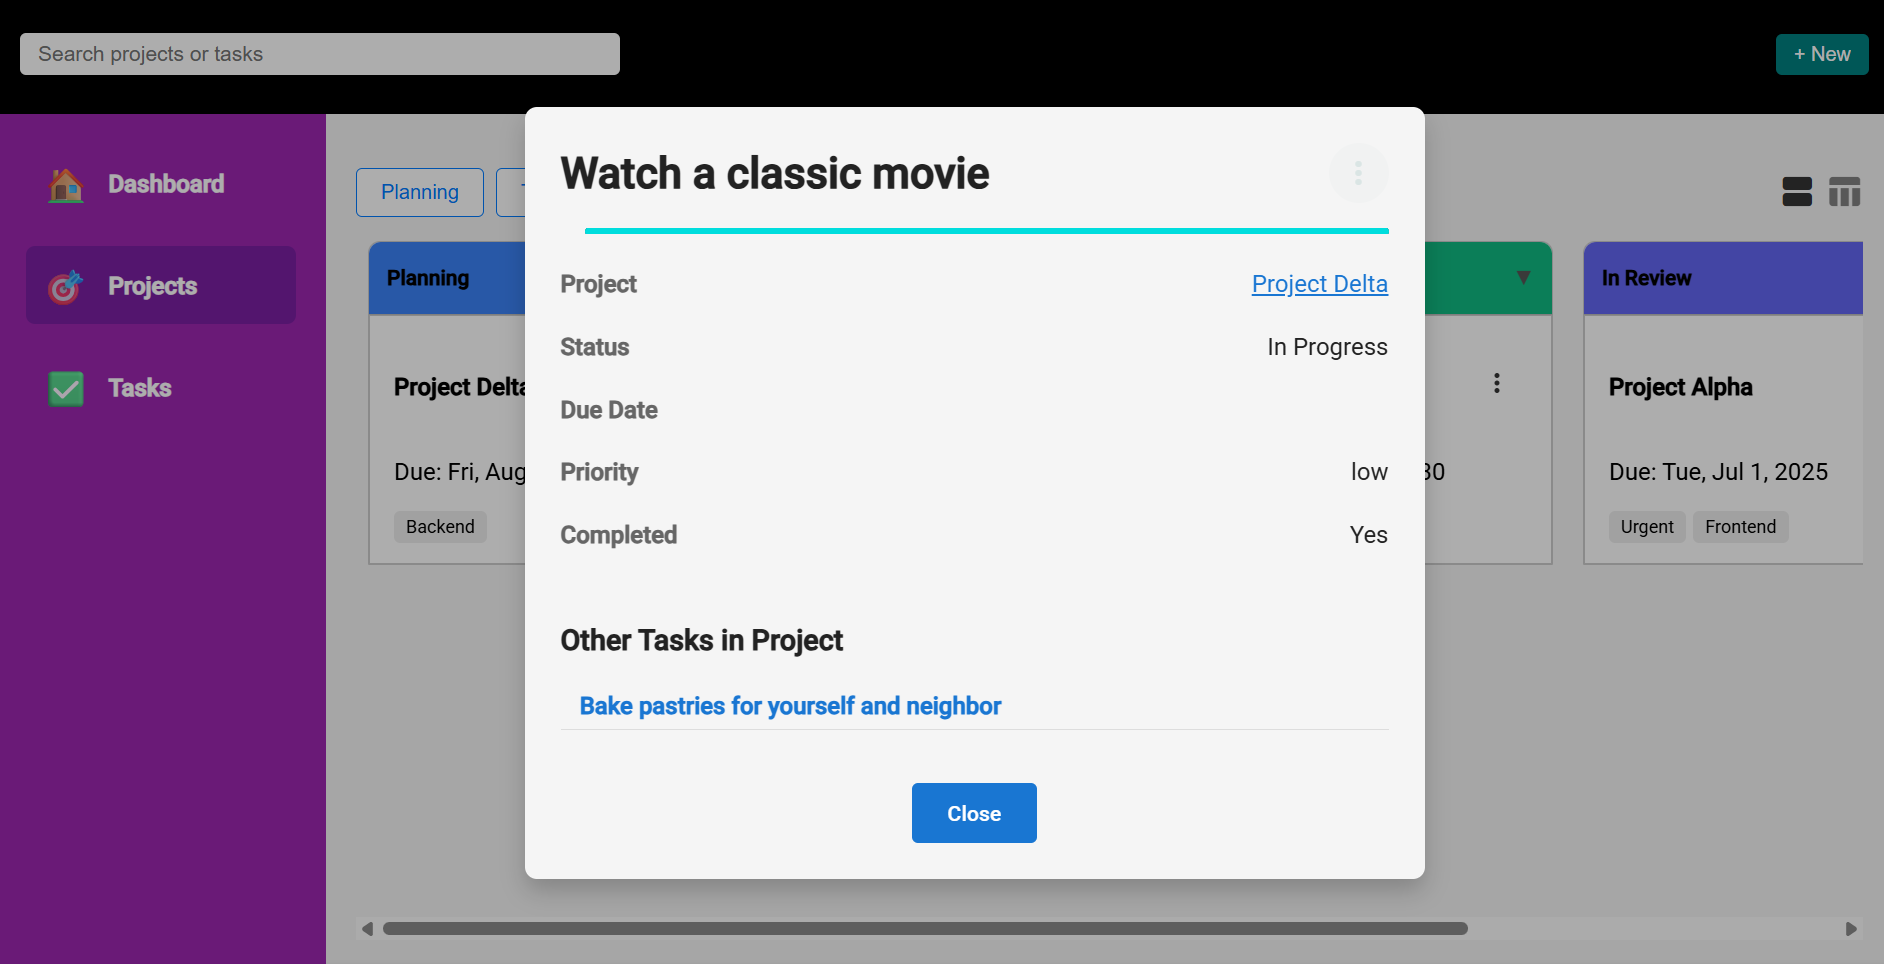 Search projects or tasks
+ New
Dashboard
Projects
Tasks
Planning
Planning
In Review
Project Delta
Due: Fri, Aug
Backend
30
Project Alpha
Due: Tue, Jul 1, 2025
Urgent Frontend
Watch a classic movie
Project Project Delta
Status In Progress
Due Date
Priority low
Completed Yes
Other Tasks in Project
Bake pastries for yourself and neighbor
Close